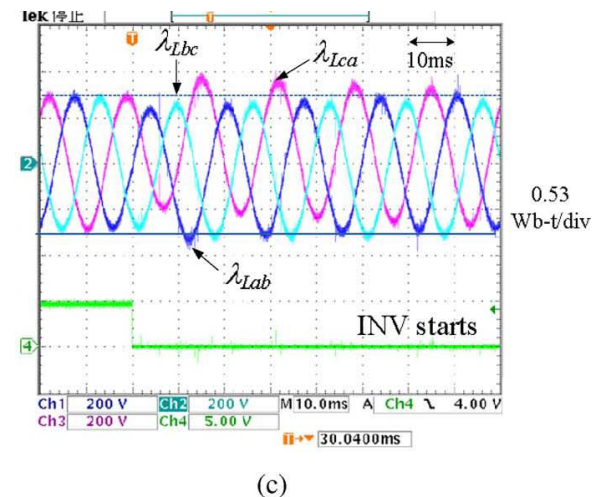 Tek 停止
T
T
λLbc
λLca
10ms
2
0.53
Wb-t/div
λLab
INV starts
4
Ch1 200 V Ch2 200 V M 10.0ms A Ch4 ɩ 4.00 V
Ch3 200 V Ch4 5.00 V
T→▾ 30.0400ms
(c)